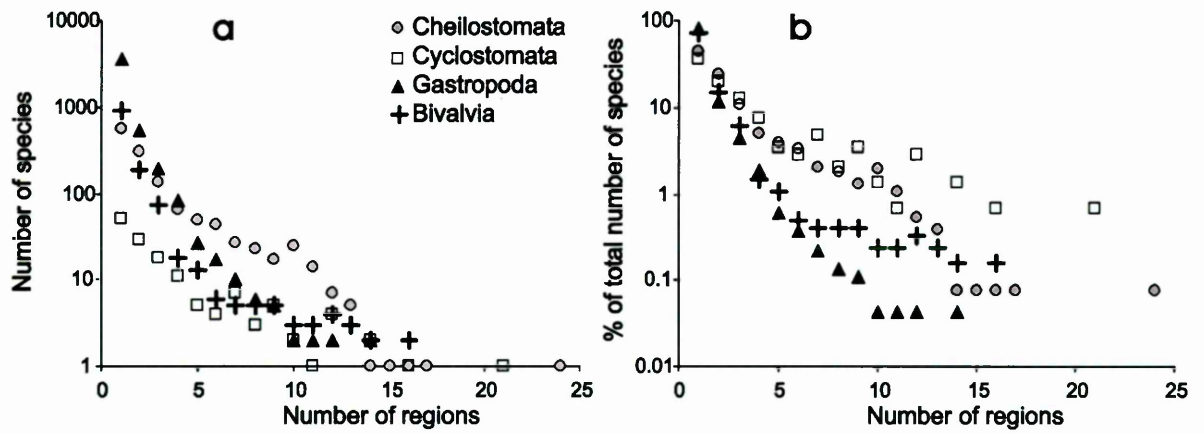 a
10000
1000
100
10
1
Number of species
0
5
10
15
20
25
Number of regions
Cheilostomata
Cyclostomata
Gastropoda
Bivalvia
b
100
10
1
0.1
0.01
% of total number of species
0
5
10
15
20
25
Number of regions